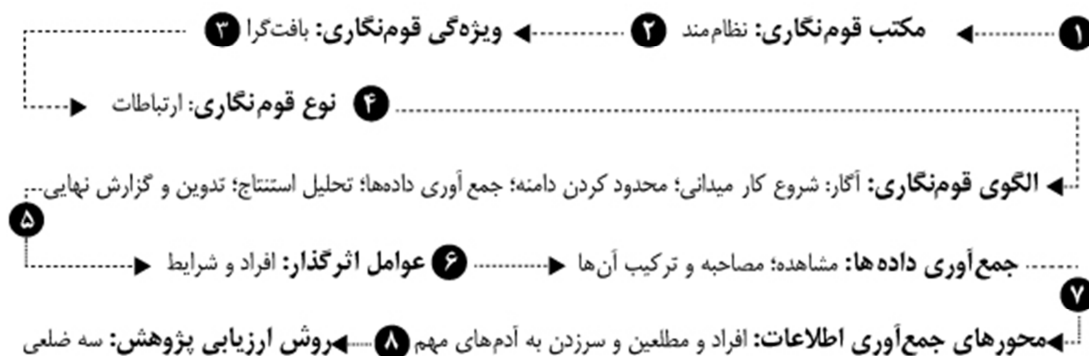 ۱ مکتب قوم‌نگاری: نظام‌مند ۲ ویژه‌گی قوم‌نگاری: بافت‌گرا ۳
۴ نوع قوم‌نگاری: ارتباطات
الگوی قوم‌نگاری: آگار: شروع کار میدانی؛ محدود کردن دامنه؛ جمع آوری داده‌ها؛ تحلیل استنتاج؛ تدوین و گزارش نهایی
۵
جمع‌آوری داده‌ها: مشاهده؛ مصاحبه و ترکیب آن‌ها ۶ عوامل اثرگذار: افراد و شرایط
۷
محورهای جمع‌آوری اطلاعات: افراد و مطلعین و سرزدن به آدم‌های مهم ۸ روش ارزیابی پژوهش: سه ضلعی